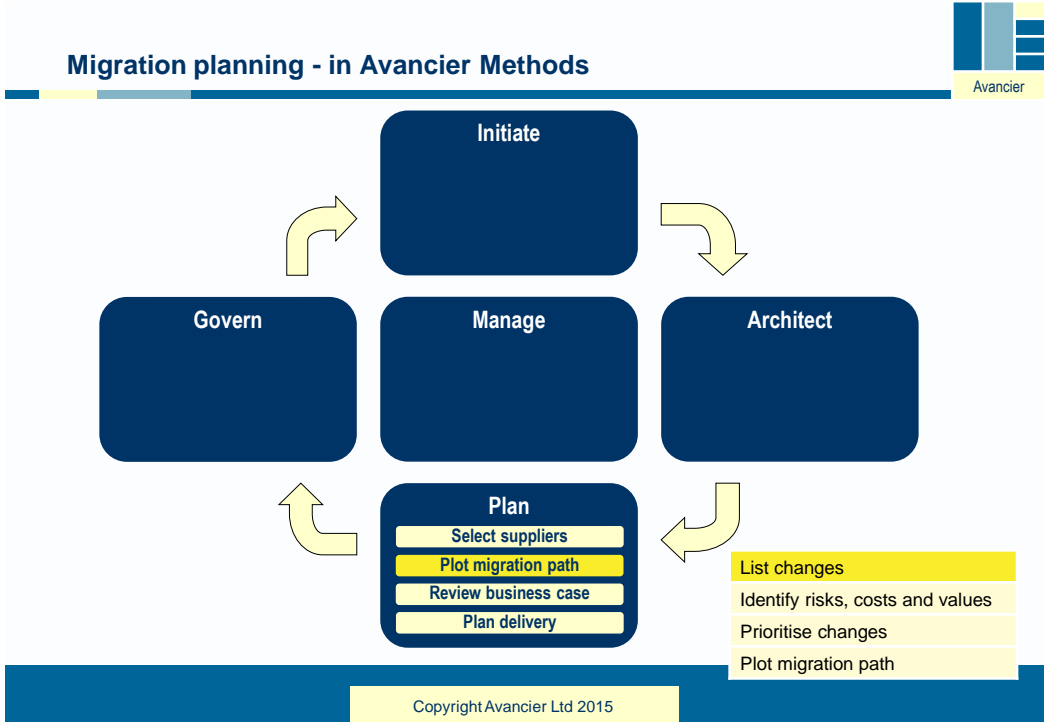 Migration planning - in Avancier Methods
Avancier
Initiate
Govern
Manage
Architect
Plan
Select suppliers
Plot migration path
Review business case
Plan delivery
List changes
Identify risks, costs and values
Prioritise changes
Plot migration path
Copyright Avancier Ltd 2015